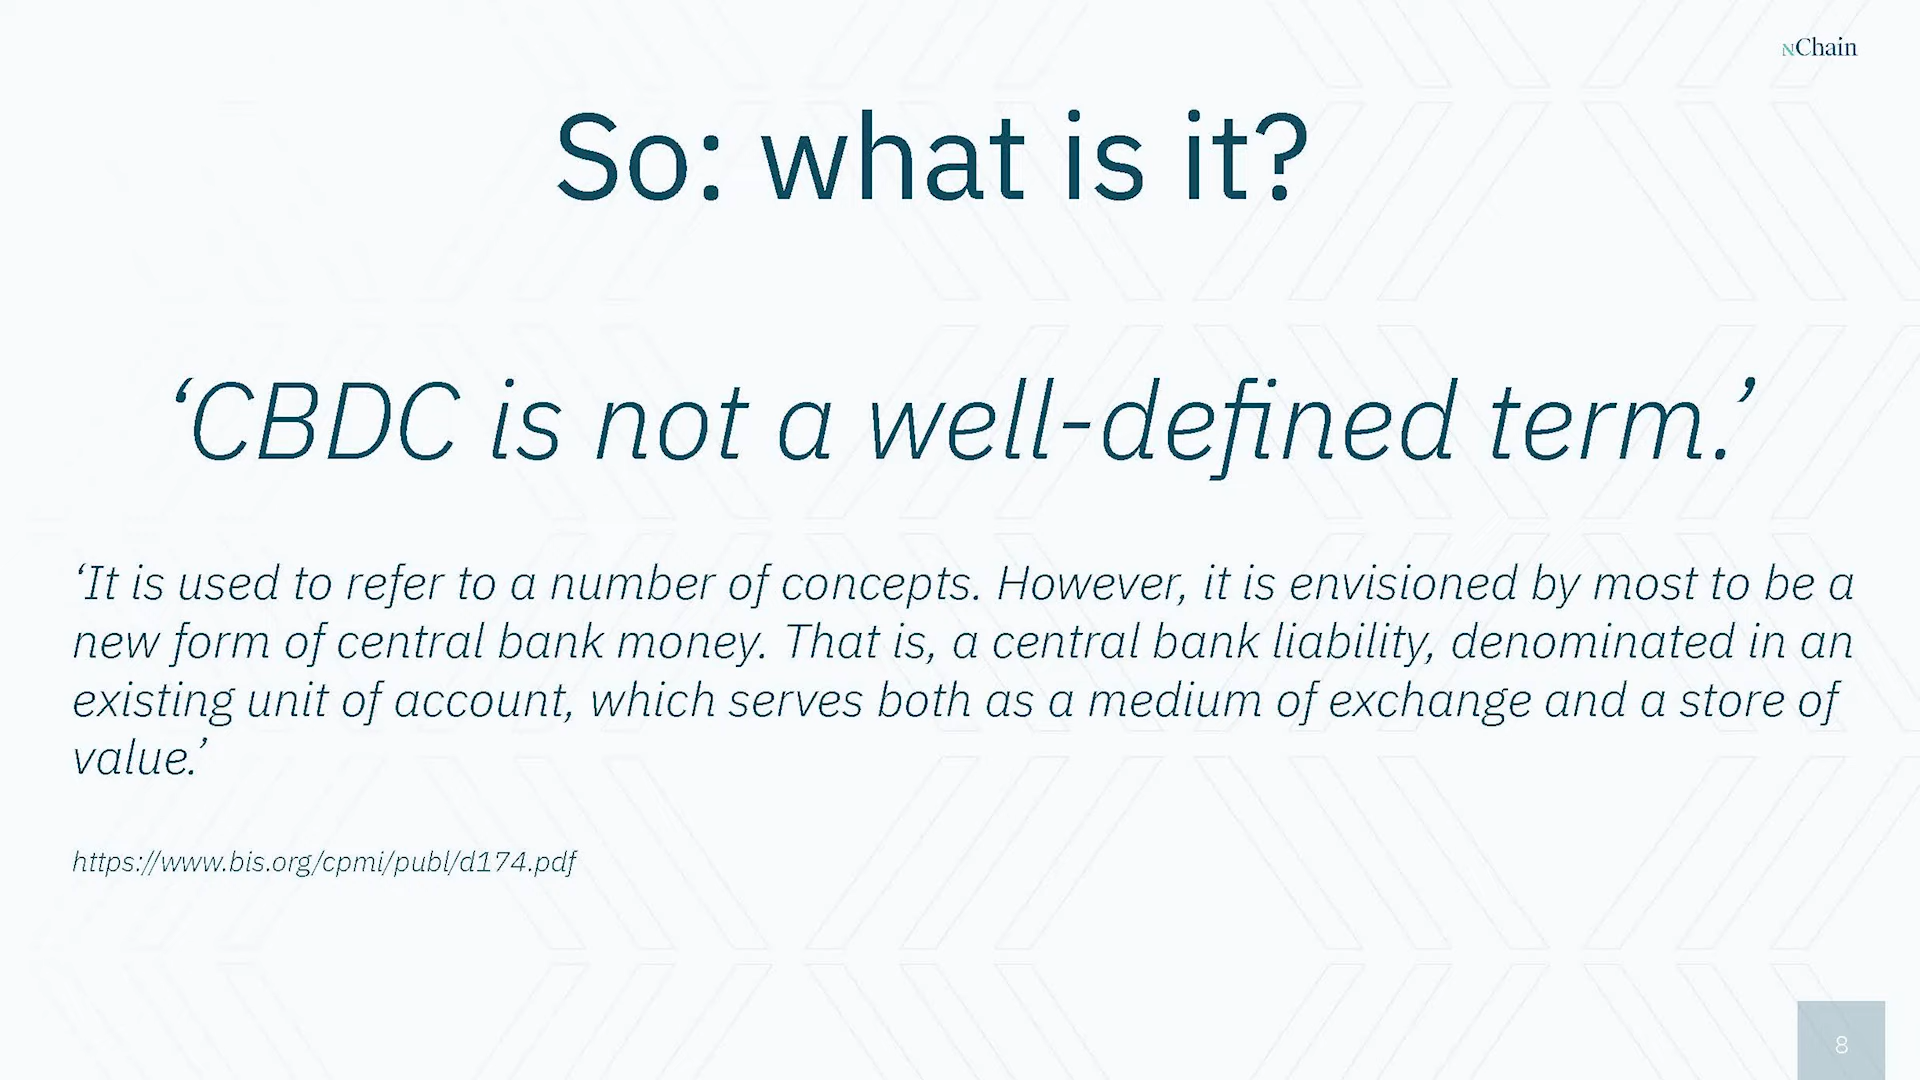 nChain
So: what is it?
‘CBDC is not a well-defined term.’
‘It is used to refer to a number of concepts. However, it is envisioned by most to be a
new form of central bank money. That is, a central bank liability, denominated in an
existing unit of account, which serves both as a medium of exchange and a store of
value.’
https://www.bis.org/cpmi/publ/d174.pdf
8